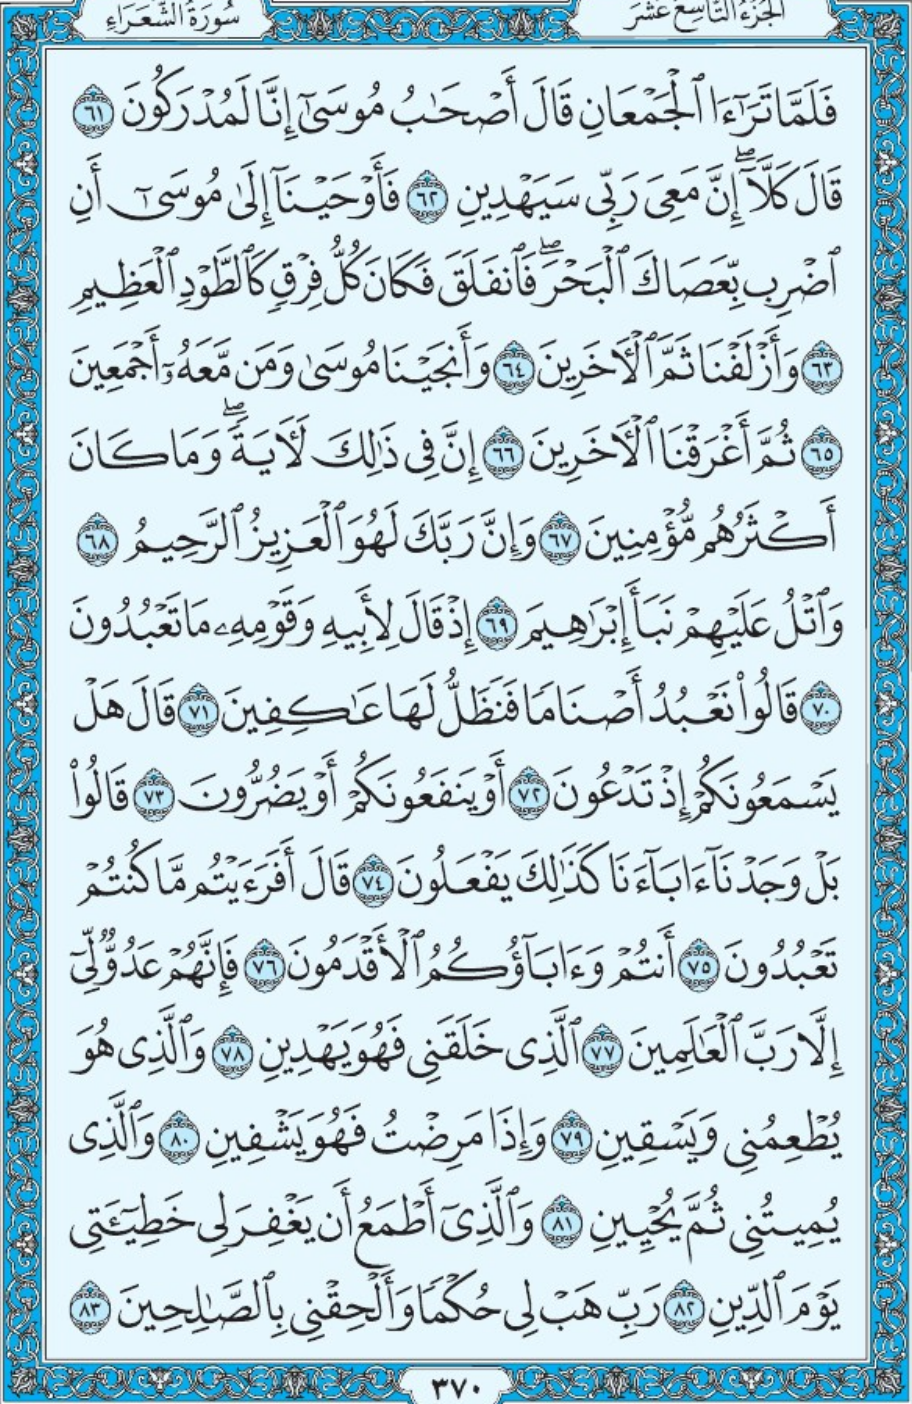 الجزء التاسع عشر
سورة الشعراء
فَلَمَّا تَرَٰٓءَا ٱلْجَمْعَانِ قَالَ أَصْحَـٰبُ مُوسَىٰٓ إِنَّا لَمُدْرَكُونَ ٦١
قَالَ كَلَّآ ۖ إِنَّ مَعِىَ رَبِّى سَيَهْدِينِ ٦٢ فَأَوْحَيْنَآ إِلَىٰ مُوسَىٰٓ أَنِ
ٱضْرِب بِّعَصَاكَ ٱلْبَحْرَ ۖ فَٱنفَلَقَ فَكَانَ كُلُّ فِرْقٍ كَٱلطَّوْدِ ٱلْعَظِيمِ
٦٣ وَأَزْلَفْنَا ثَمَّ ٱلْـَٔاخَرِينَ ٦٤ وَأَنجَيْنَا مُوسَىٰ وَمَن مَّعَهُۥٓ أَجْمَعِينَ
٦٥ ثُمَّ أَغْرَقْنَا ٱلْـَٔاخَرِينَ ٦٦ إِنَّ فِى ذَٰلِكَ لَـَٔايَةً ۖ وَمَا كَانَ
أَكْثَرُهُم مُّؤْمِنِينَ ٦٧ وَإِنَّ رَبَّكَ لَهُوَ ٱلْعَزِيزُ ٱلرَّحِيمُ ٦٨
وَٱتْلُ عَلَيْهِمْ نَبَأَ إِبْرَٰهِيمَ ٦٩ إِذْ قَالَ لِأَبِيهِ وَقَوْمِهِۦ مَا تَعْبُدُونَ
٧٠ قَالُوا۟ نَعْبُدُ أَصْنَامًا فَنَظَلُّ لَهَا عَـٰكِفِينَ ٧١ قَالَ هَلْ
يَسْمَعُونَكُمْ إِذْ تَدْعُونَ ٧٢ أَوْ يَنفَعُونَكُمْ أَوْ يَضُرُّونَ ٧٣ قَالُوا۟
بَلْ وَجَدْنَآ ءَابَآءَنَا كَذَٰلِكَ يَفْعَلُونَ ٧٤ قَالَ أَفَرَءَيْتُم مَّا كُنتُمْ
تَعْبُدُونَ ٧٥ أَنتُمْ وَءَابَآؤُكُمُ ٱلْأَقْدَمُونَ ٧٦ فَإِنَّهُمْ عَدُوٌّ لِّىٓ
إِلَّا رَبَّ ٱلْعَـٰلَمِينَ ٧٧ ٱلَّذِى خَلَقَنِى فَهُوَ يَهْدِينِ ٧٨ وَٱلَّذِى هُوَ
يُطْعِمُنِى وَيَسْقِينِ ٧٩ وَإِذَا مَرِضْتُ فَهُوَ يَشْفِينِ ٨٠ وَٱلَّذِى
يُمِيتُنِى ثُمَّ يُحْيِينِ ٨١ وَٱلَّذِىٓ أَطْمَعُ أَن يَغْفِرَ لِى خَطِيٓـَٔتِى
يَوْمَ ٱلدِّينِ ٨٢ رَبِّ هَبْ لِى حُكْمًا وَأَلْحِقْنِى بِٱلصَّـٰلِحِينَ ٨٣
٣٧٠